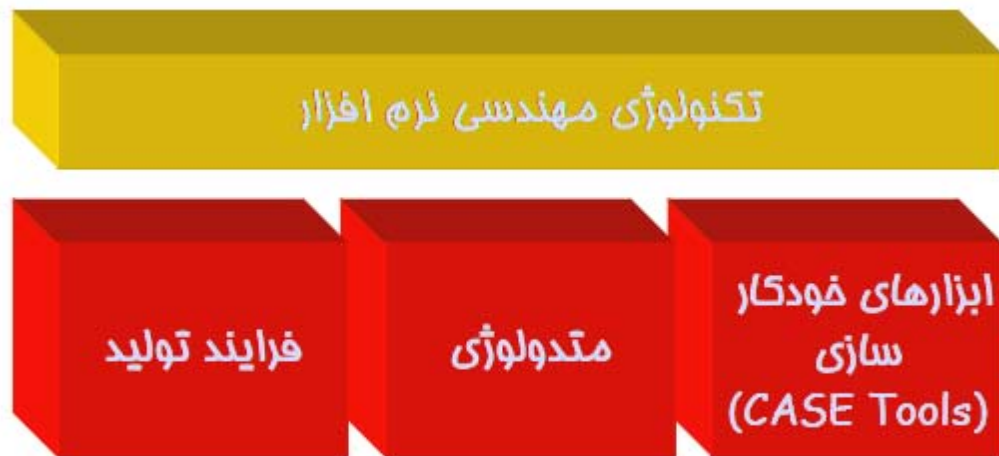 تکنولوژی مهندسی نرم افزار
ابزارهای خودکار
سازی
(CASE Tools)
متدولوژی
فرایند تولید